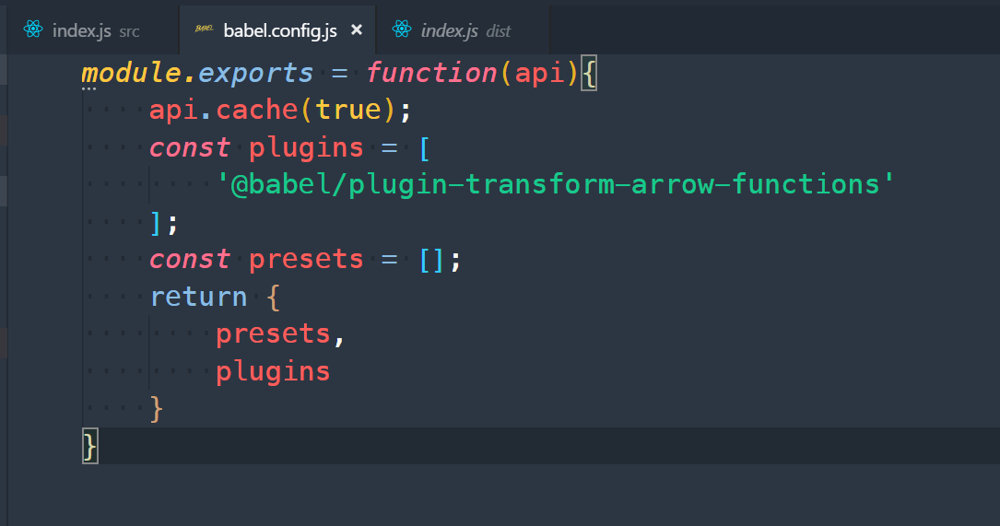 index.js src BABEL babel.config.js × index.js dist
module.exports = function(api){
    api.cache(true);
    const plugins = [
        '@babel/plugin-transform-arrow-functions'
    ];
    const presets = [];
    return {
        presets,
        plugins
    }
}